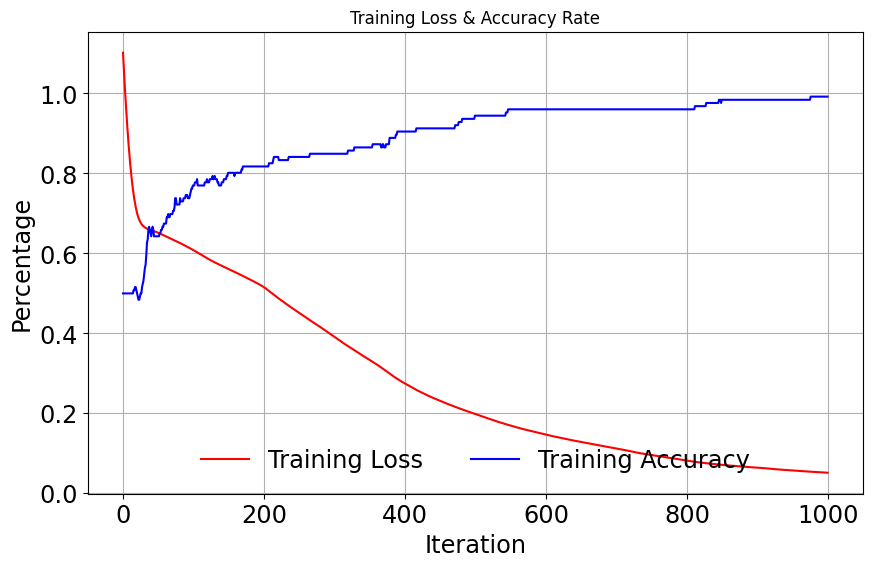 Training Loss & Accuracy Rate
Percentage
1.0
0.8
0.6
0.4
0.2
0.0
Training Loss
Training Accuracy
0 200 400 600 800 1000
Iteration